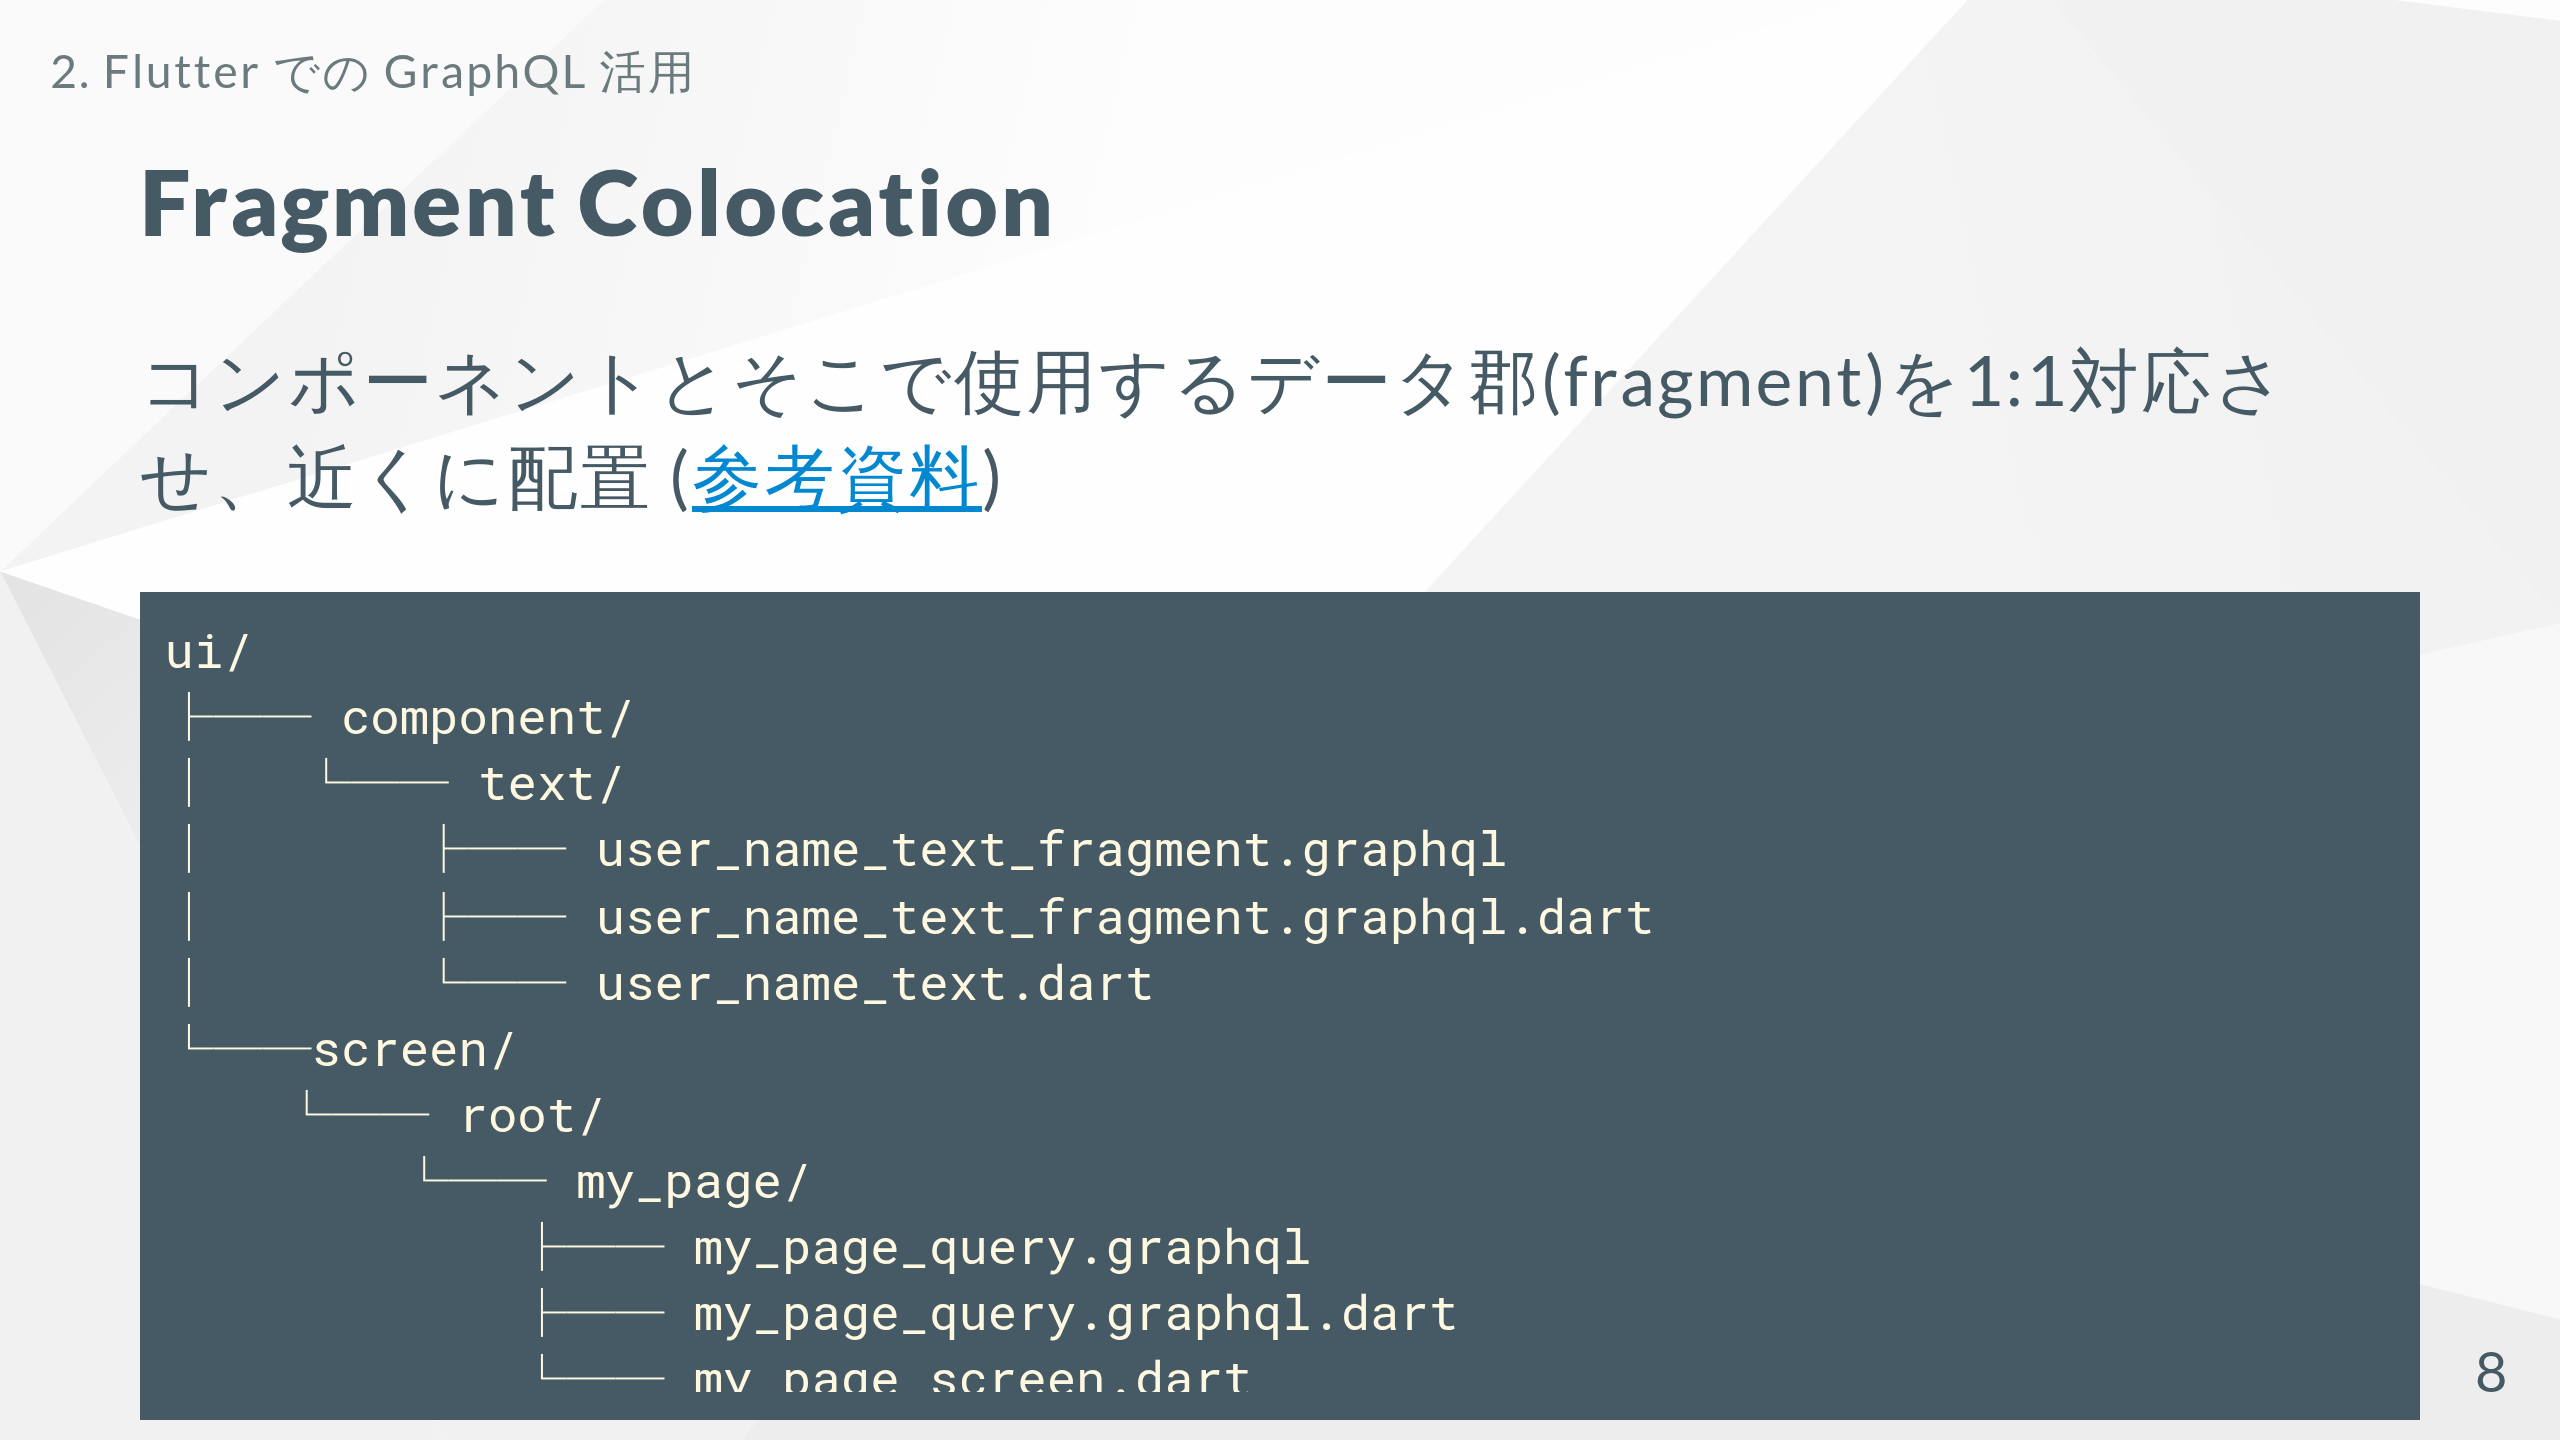 2. Flutter での GraphQL 活用
Fragment Colocation
コンポーネントとそこで使用するデータ郡(fragment)を1:1対応さ
せ、近くに配置 (参考資料)
ui/
├──── component/
│    └──── text/
│        ├──── user_name_text_fragment.graphql
│        ├──── user_name_text_fragment.graphql.dart
│        └──── user_name_text.dart
└────screen/
    └──── root/
        └──── my_page/
            ├──── my_page_query.graphql
            ├──── my_page_query.graphql.dart
            └──── my_page_screen.dart
8